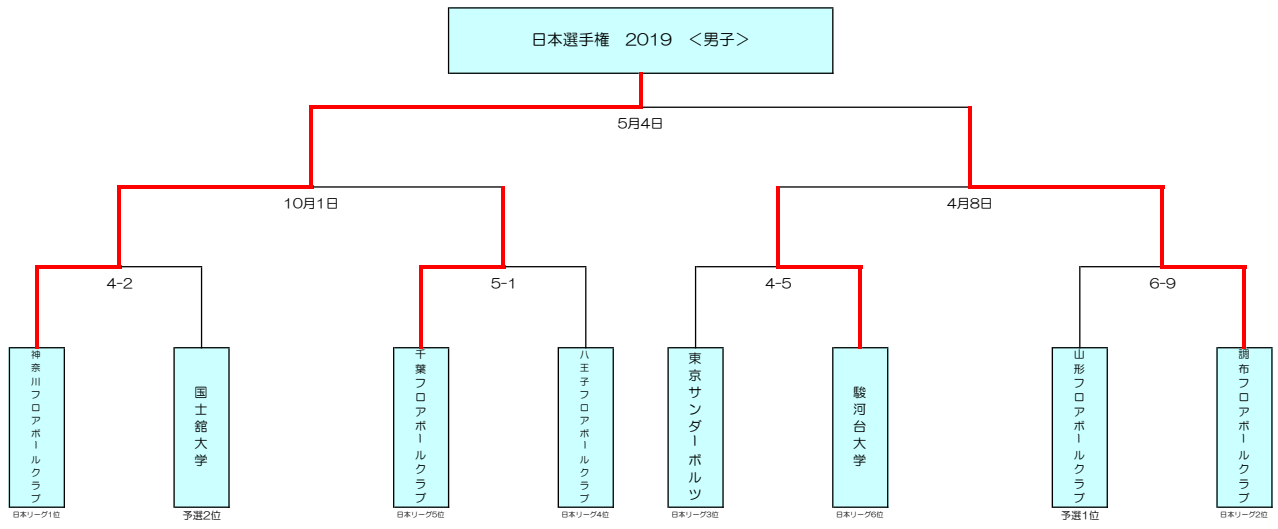 日本選手権　2019　＜男子＞
5月4日
10月1日
4月8日
4-2
5-1
4-5
6-9
神奈川フロアボールクラブ
国士舘大学
千葉フロアボールクラブ
八王子フロアボールクラブ
東京サンダーボルツ
駿河台大学
山形フロアボールクラブ
調布フロアボールクラブ
日本リーグ1位
予選2位
日本リーグ5位
日本リーグ4位
日本リーグ3位
日本リーグ6位
予選1位
日本リーグ2位